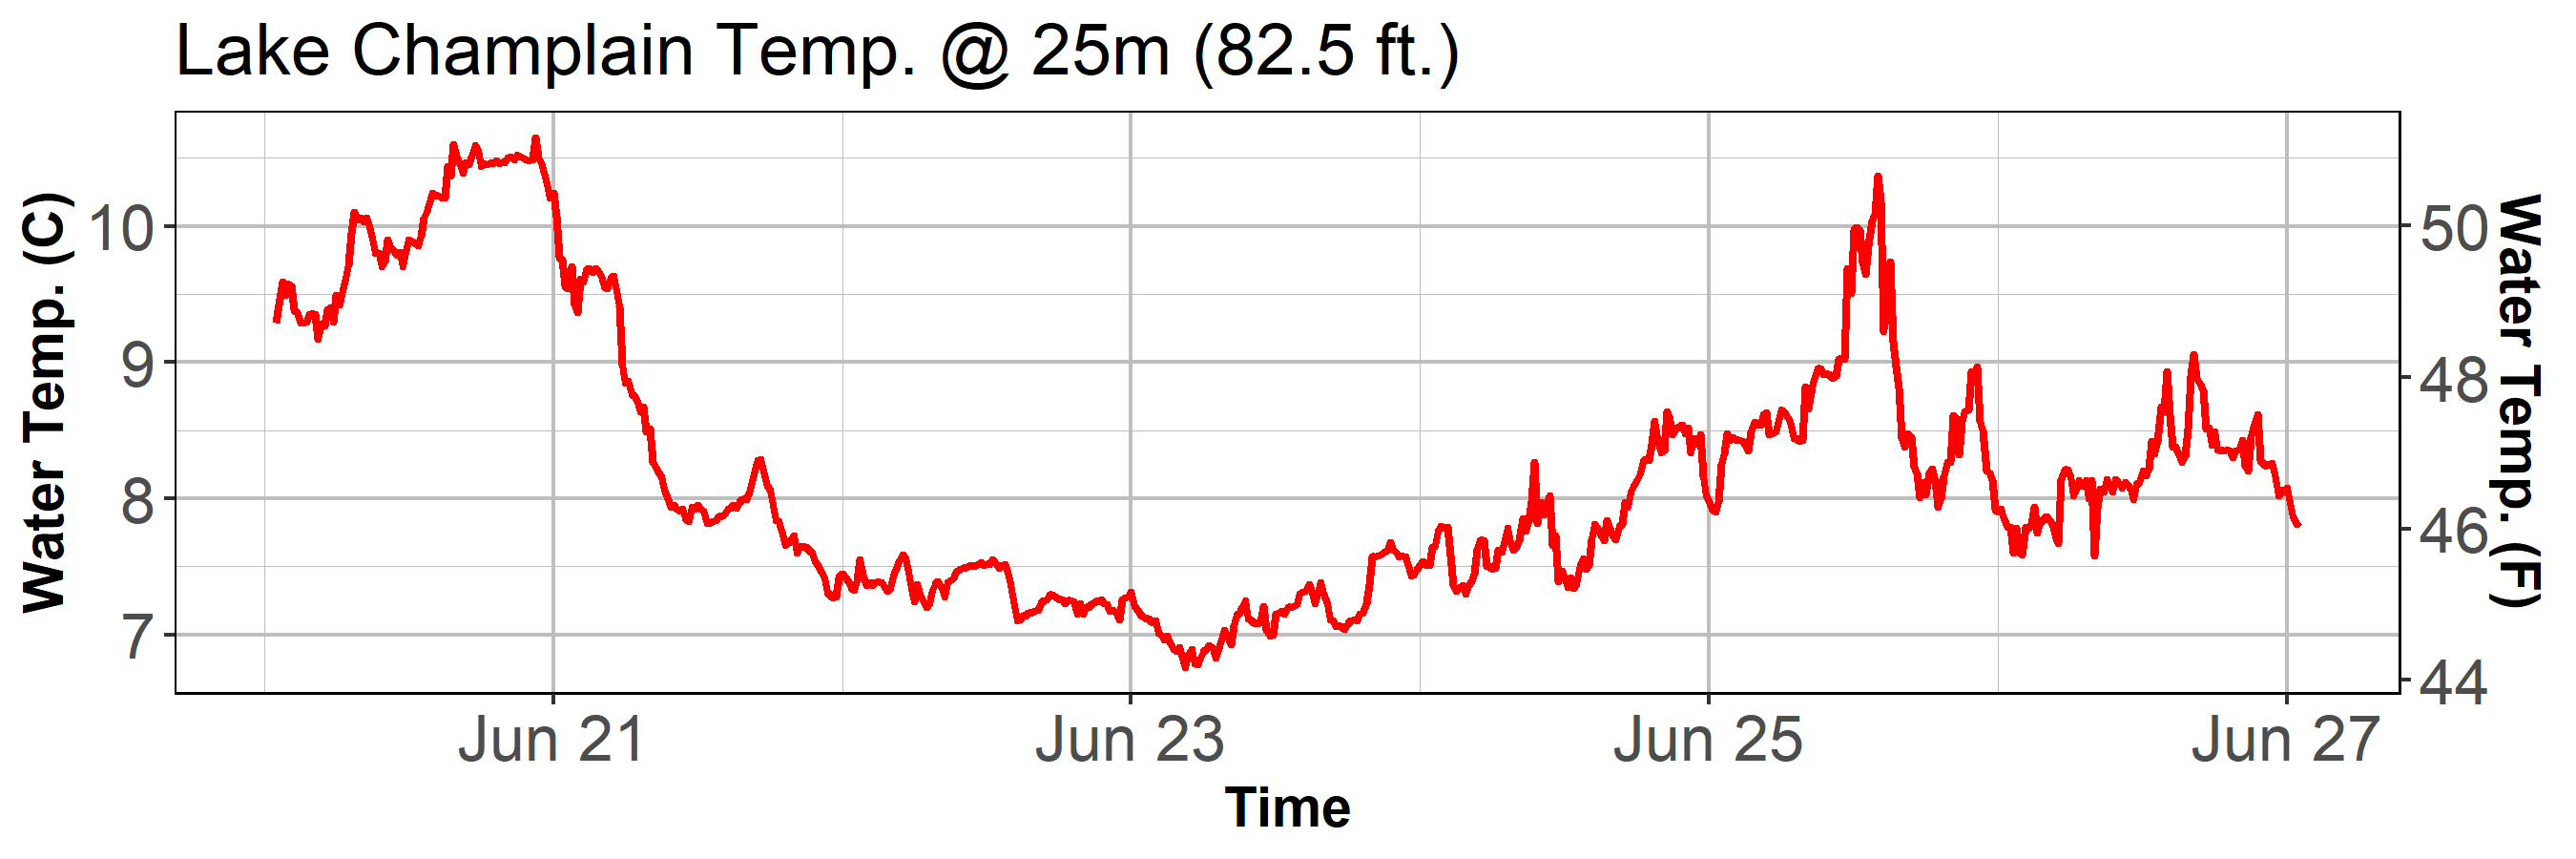 Lake Champlain Temp. @ 25m (82.5 ft.)
Water Temp. (C)
10
9
8
7
50
48
46
44
Water Temp. (F)
Jun 21
Jun 23
Jun 25
Jun 27
Time